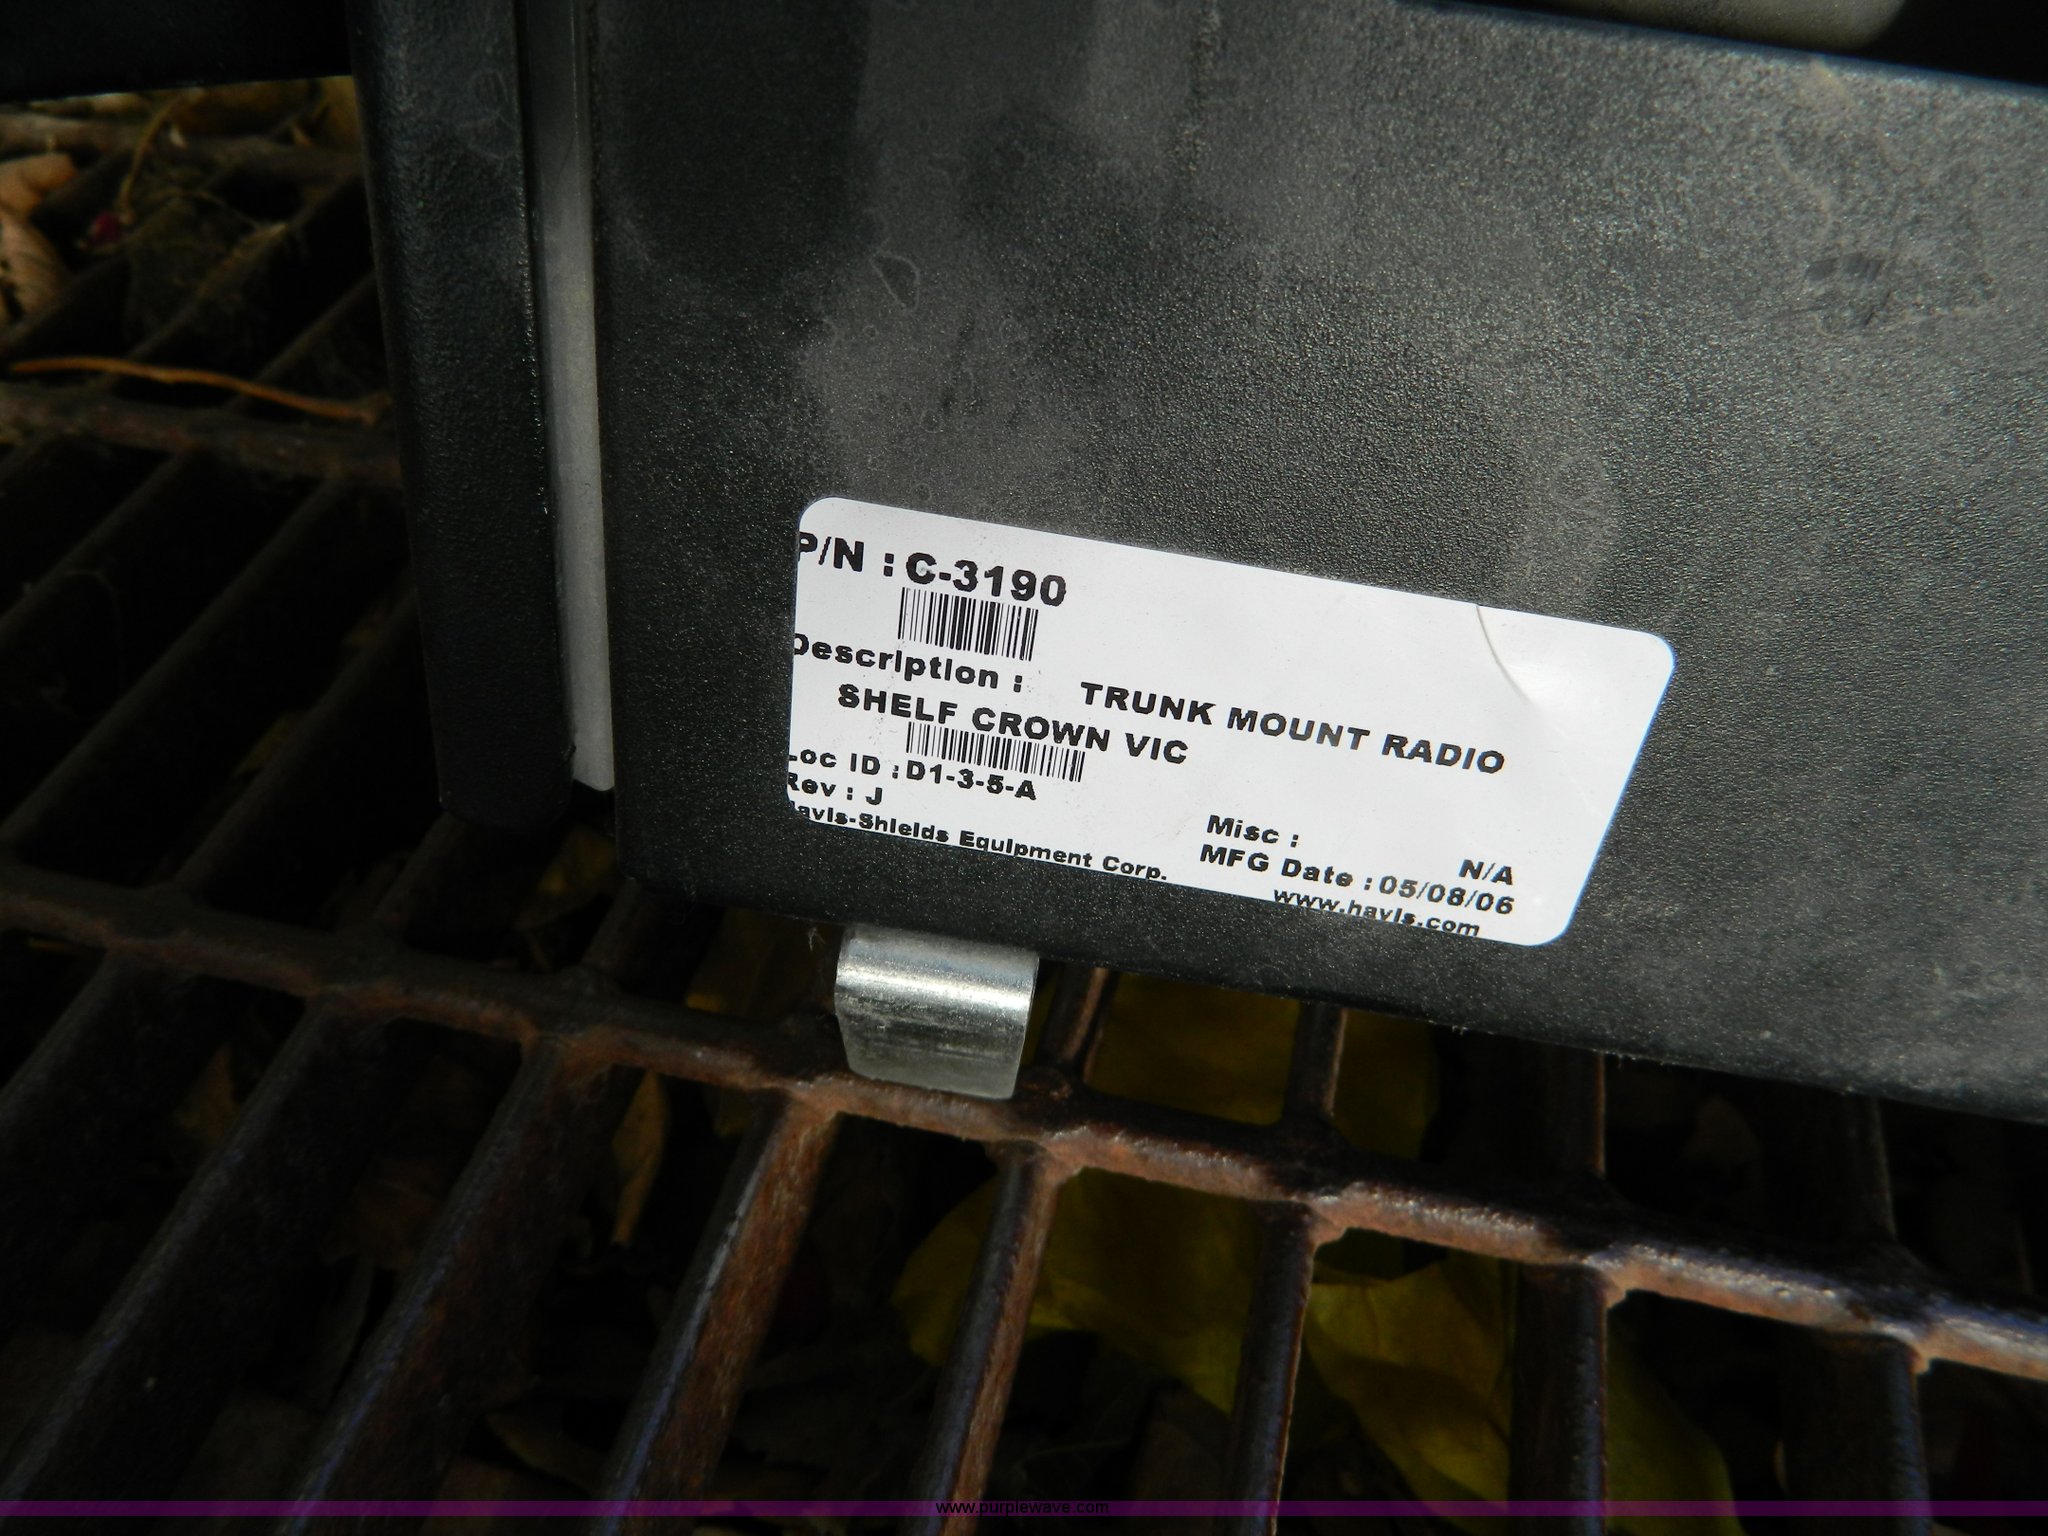 P/N : C-3190
Description : TRUNK MOUNT RADIO
SHELF CROWN VIC
Loc ID : D1-3-5-A
Rev : J
Misc : N/A
MFG Date : 05/08/06
Havis-Shields Equipment Corp.
www.havis.com
www.purplewave.com